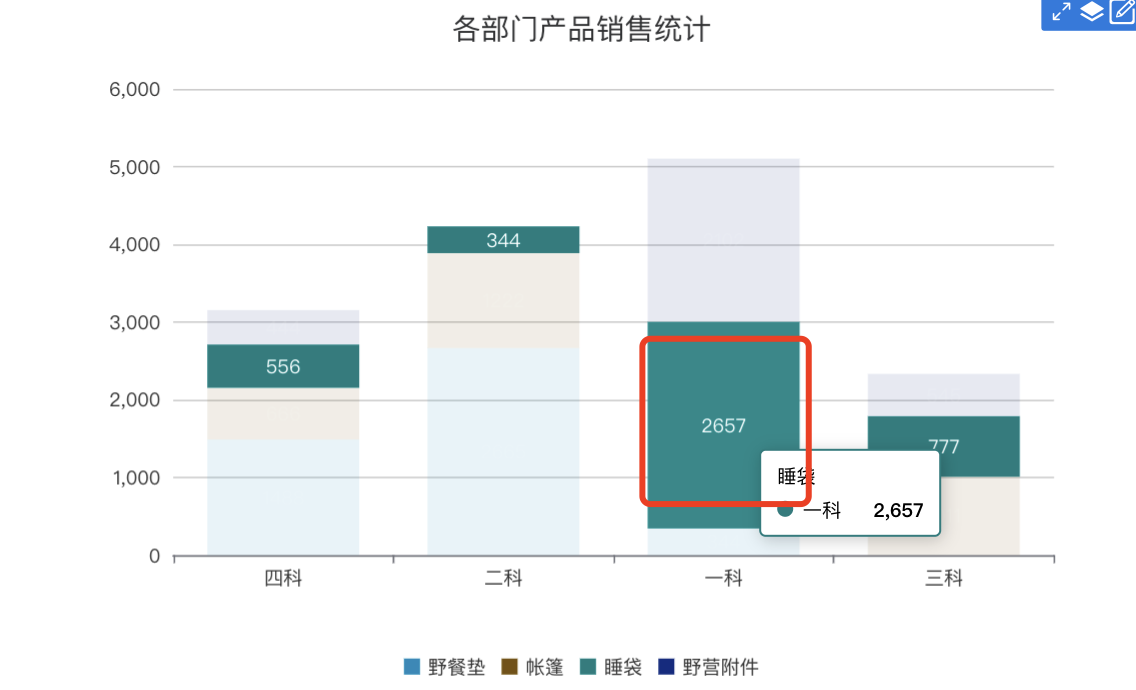 各部门产品销售统计
6,000
5,000
4,000
3,000
2,000
1,000
0
344
556
2657
777
睡袋
一科 2,657
四科 二科 一科 三科
野餐垫 帐篷 睡袋 野营附件